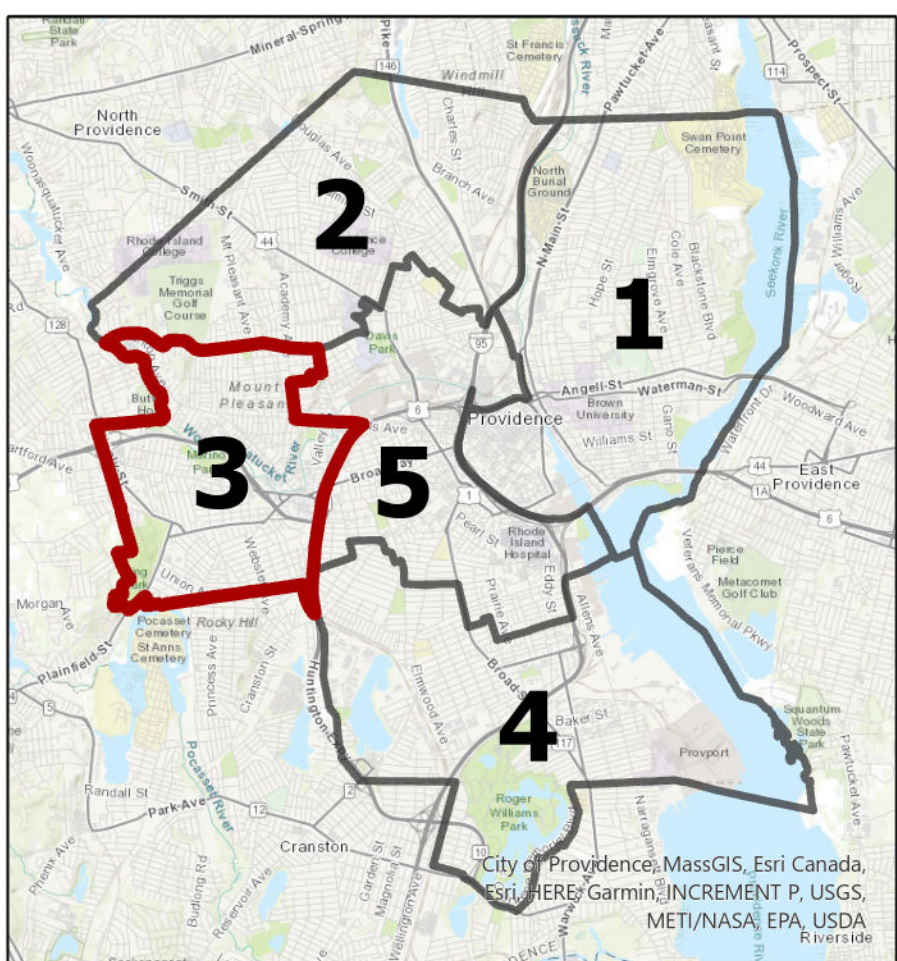 Randall
State
Park
Mineral-Spring
Pike
146
St Francis
Cemetery
Windmill
Pawtucket-Ave
Prospect-St
114
North
Providence
Woonasquatucket Ave
Douglas Ave
Charles St
Branch Ave
Swan Point
Cemetery
North
Burial
Ground
Smith-St
44
2
Rhode Island
College
Mt Pleasant Ave
Academy Ave
Triggs
Memorial
Golf
Course
N-Main-St
Hope St
Elmgrove Ave
Cole Ave
Blackstone Blvd
1
Seekonk River
128
Davis
Park
95
Mount
Pleasant
6
Angell-St
Waterman-St
Waterfront Dr
Woodward Ave
Providence
Brown
University
Williams St
Gano St
Valley
3
5
1
Pearl St
44
1A
East
Providence
6
Rhode
Island
Hospital
Eddy St
Prairie Ave
Allens Ave
Pierce
Field
Metacomet
Golf Club
Veterans Memorial Pkwy
Union Ave
Morgan
Pocasset
Cemetery
St Anns
Cemetery
Rocky Hill
Plainfield-St
5
Princess Ave
Cranston St
Elmwood Ave
Broad-St
4
Baker St
117
Provport
Squantum
Woods
State
Park
Pawtucket Ave
Pocasset River
Randall St
Park-Ave
12
2
Roger
Williams
Park
Narragansett Blvd
Cranston
10
Phenix Ave
Budlong Rd
Reservoir Ave
Garden St
Magnolia St
Wellington Ave
Warwick Ave
City of Providence, MassGIS, Esri Canada,
Esri, HERE, Garmin, INCREMENT P, USGS,
METI/NASA, EPA, USDA
Riverside